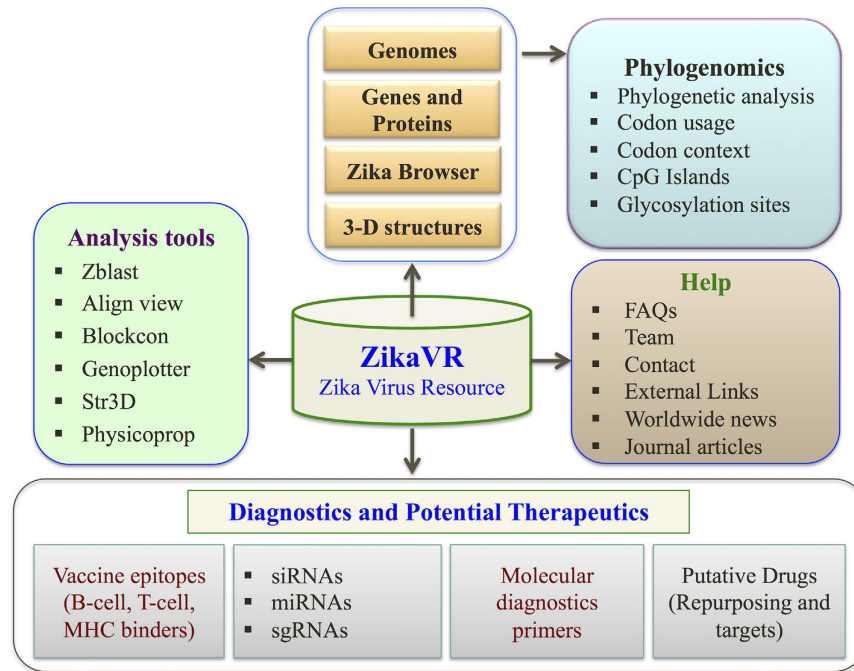 Genomes
Genes and
Proteins
Zika Browser
3-D structures
Phylogenomics
▪ Phylogenetic analysis
▪ Codon usage
▪ Codon context
▪ CpG Islands
▪ Glycosylation sites
Analysis tools
▪ Zblast
▪ Align view
▪ Blockcon
▪ Genoplotter
▪ Str3D
▪ Physicoprop
ZikaVR
Zika Virus Resource
Help
▪ FAQs
▪ Team
▪ Contact
▪ External Links
▪ Worldwide news
▪ Journal articles
Diagnostics and Potential Therapeutics
Vaccine epitopes
(B-cell, T-cell,
MHC binders)
▪ siRNAs
▪ miRNAs
▪ sgRNAs
Molecular
diagnostics
primers
Putative Drugs
(Repurposing and
targets)